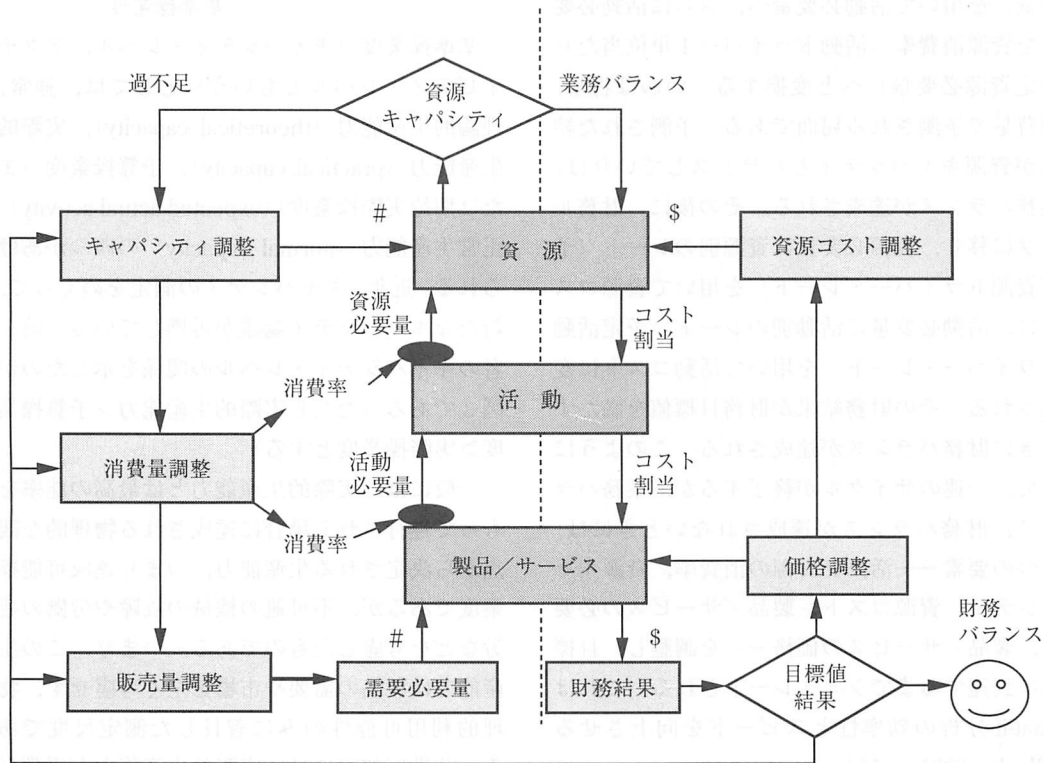 過不足
資源
キャパシティ
業務バランス
#
$
キャパシティ調整
資 源
資源コスト調整
資源
必要量
コスト
割当
消費率
活 動
消費量調整
活動
必要量
コスト
割当
消費率
製品／サービス
価格調整
#
$
財務
バランス
販売量調整
需要必要量
財務結果
目標値
結果